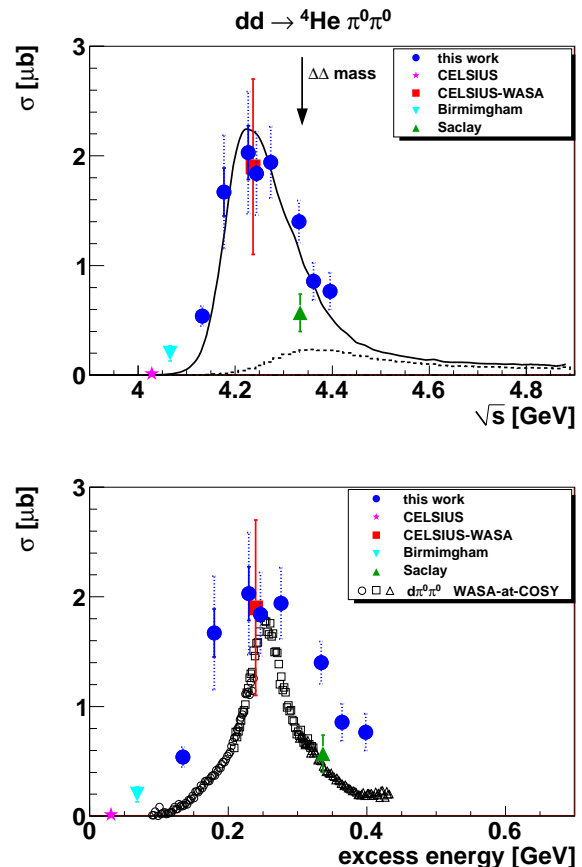 dd → ⁴He π⁰π⁰
σ [μb]
3
2
1
0
ΔΔ mass
this work
CELSIUS
CELSIUS-WASA
Birmimgham
Saclay
4 4.2 4.4 4.6 4.8
√s [GeV]
σ [μb]
3
2
1
0
this work
CELSIUS
CELSIUS-WASA
Birmimgham
Saclay
dπ⁰π⁰ WASA-at-COSY
0 0.2 0.4 0.6
excess energy [GeV]